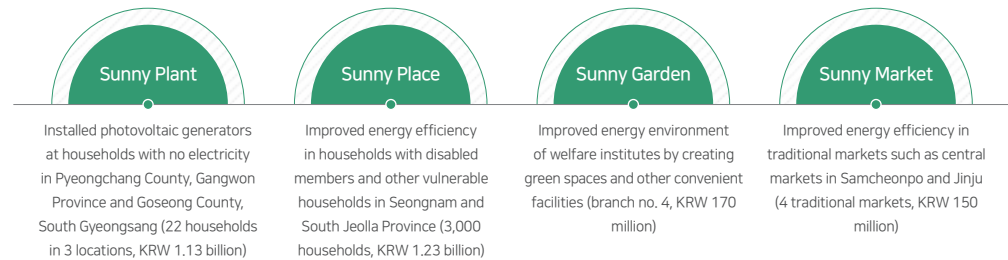 Sunny Plant
Installed photovoltaic generators
at households with no electricity
in Pyeongchang County, Gangwon
Province and Goseong County,
South Gyeongsang (22 households
in 3 locations, KRW 1.13 billion)
Sunny Place
Improved energy efficiency
in households with disabled
members and other vulnerable
households in Seongnam and
South Jeolla Province (3,000
households, KRW 1.23 billion)
Sunny Garden
Improved energy environment
of welfare institutes by creating
green spaces and other convenient
facilities (branch no. 4, KRW 170
million)
Sunny Market
Improved energy efficiency in
traditional markets such as central
markets in Samcheonpo and Jinju
(4 traditional markets, KRW 150
million)